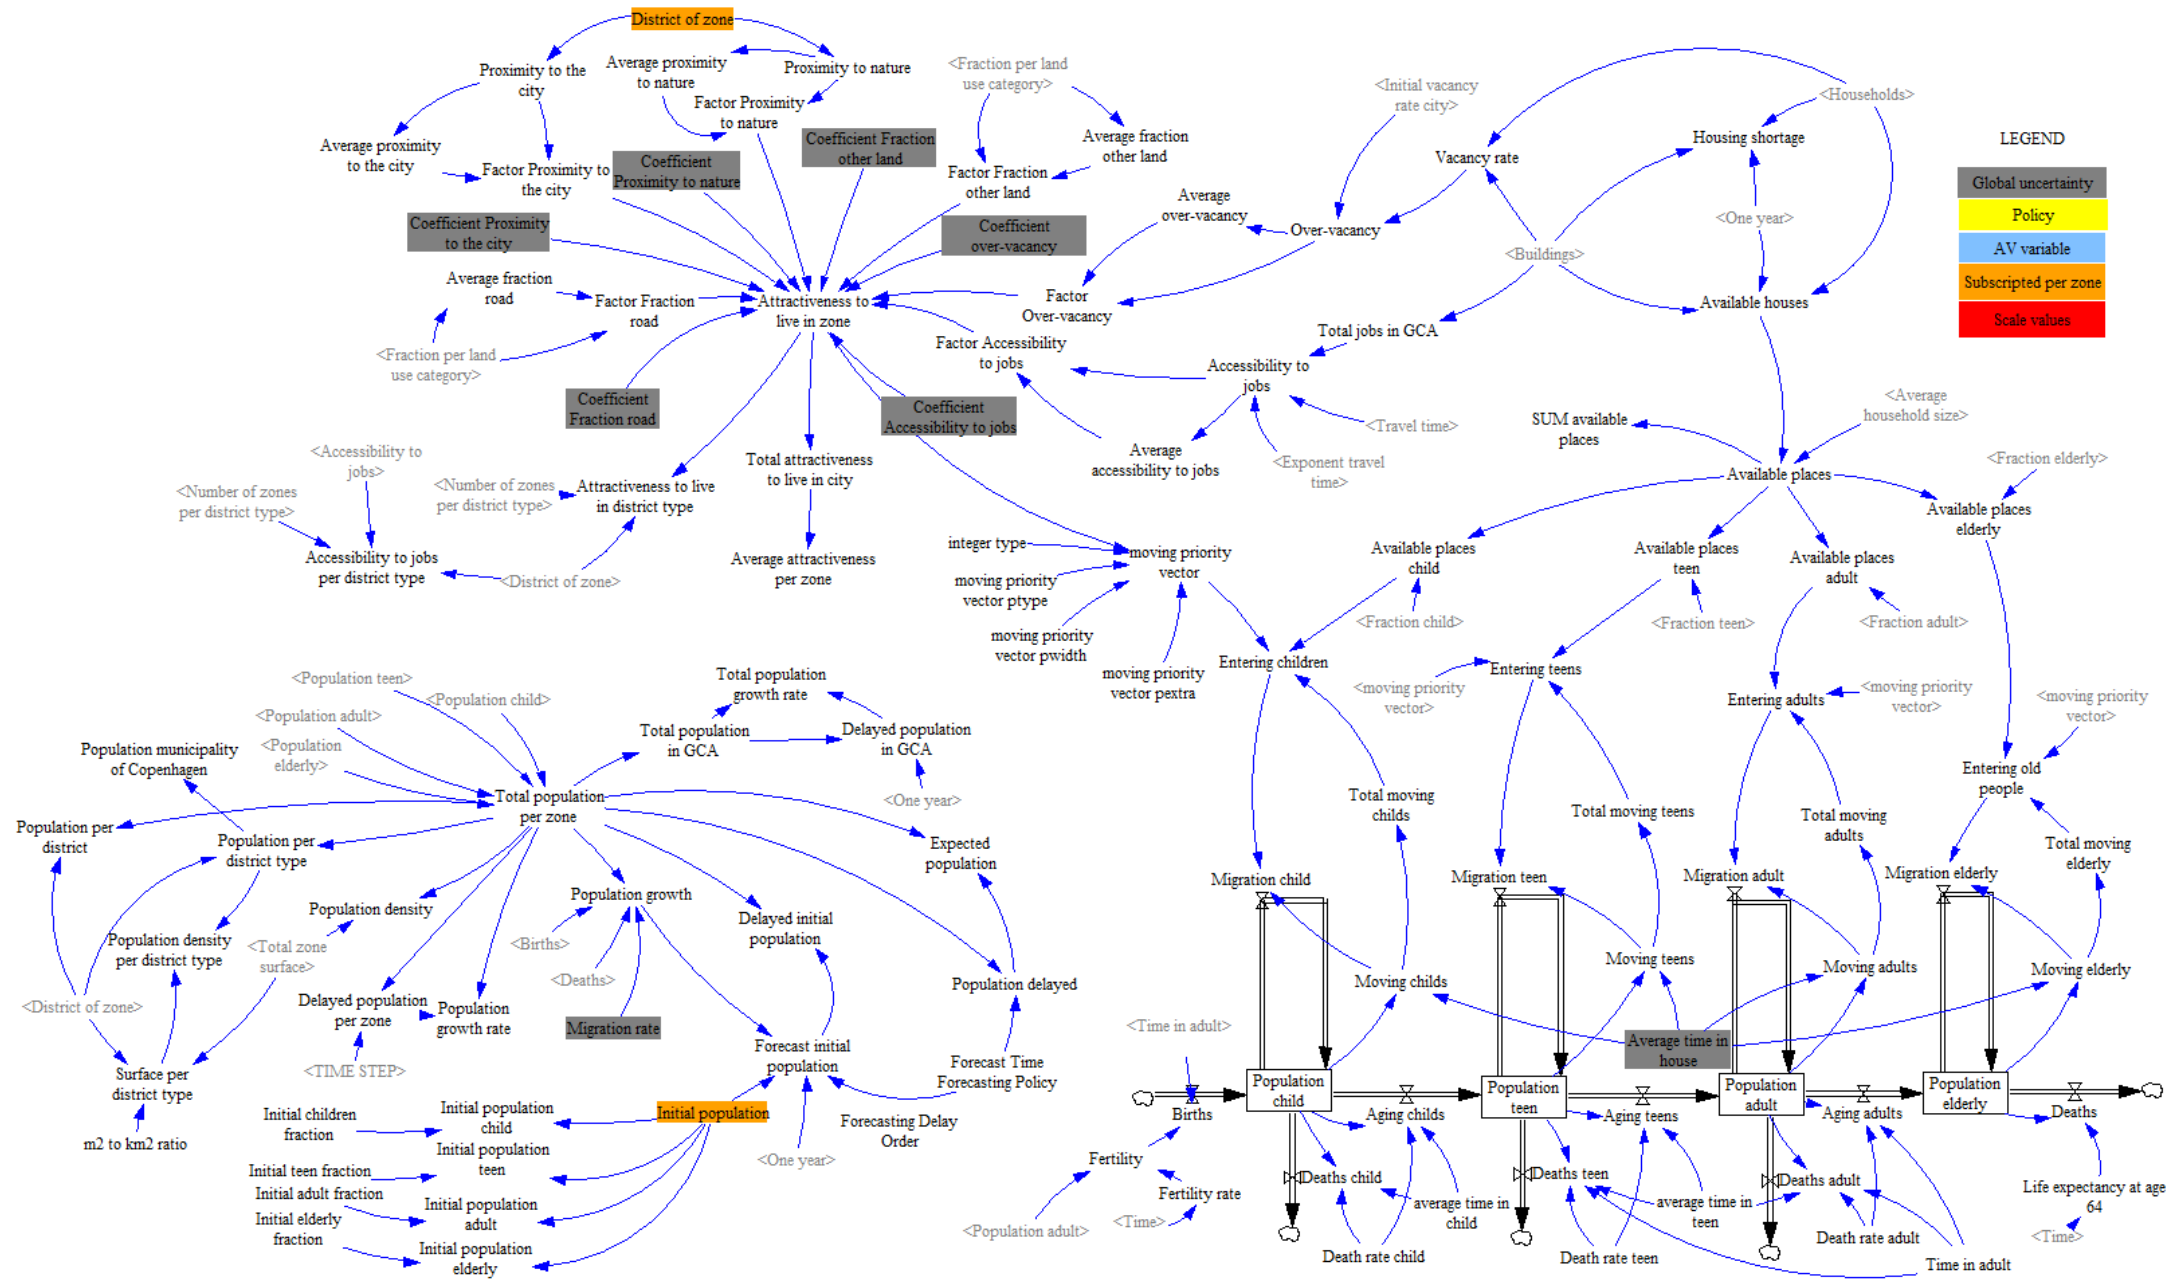 District of zone
Proximity to the
city
Average proximity
to nature
Proximity to nature
<Fraction per land
use category>
Factor Proximity
to nature
<Initial vacancy
rate city>
<Households>
Average proximity
to the city
Factor Proximity to
the city
Coefficient
Proximity to nature
Coefficient Fraction
other land
Average fraction
other land
Factor Fraction
other land
Vacancy rate
Housing shortage
LEGEND
Global uncertainty
Policy
AV variable
Subscripted per zone
Scale values
Coefficient Proximity
to the city
Coefficient
over-vacancy
Average
over-vacancy
Over-vacancy
<One year>
<Buildings>
Average fraction
road
Factor Fraction
road
Attractiveness to
live in zone
Factor
Over-vacancy
Available houses
<Fraction per land
use category>
Factor Accessibility
to jobs
Total jobs in GCA
Accessibility to
jobs
Coefficient
Fraction road
Coefficient
Accessibility to jobs
<Travel time>
SUM available
places
<Average
household size>
<Accessibility to
jobs>
Total attractiveness
to live in city
Average
accessibility to jobs
<Exponent travel
time>
Available places
<Fraction elderly>
<Number of zones
per district type>
<Number of zones
per district type>
Attractiveness to live
in district type
Available places
elderly
Accessibility to jobs
per district type
<District of zone>
Average attractiveness
per zone
integer type
moving priority
vector
moving priority
vector ptype
moving priority
vector pwidth
moving priority
vector pextra
Available places
child
Available places
teen
Available places
adult
<Fraction child>
<Fraction teen>
<Fraction adult>
Entering children
Entering teens
<moving priority
vector>
Entering adults
<moving priority
vector>
<moving priority
vector>
Entering old
people
<Population teen>
<Population child>
<Population adult>
<Population
elderly>
Total population
growth rate
Total population
in GCA
Delayed population
in GCA
<One year>
Population municipality
of Copenhagen
Total population
per zone
Population per
district
Population per
district type
Expected
population
Total moving
childs
Total moving teens
Total moving
adults
Total moving
elderly
Migration child
Migration teen
Migration adult
Migration elderly
Population growth
Population density
Delayed initial
population
<Births>
<Deaths>
Population density
per district type
<Total zone
surface>
<District of zone>
Delayed population
per zone
Population
growth rate
Migration rate
Population delayed
Moving childs
Moving teens
Moving adults
Moving elderly
<TIME STEP>
Forecast initial
population
Forecast Time
Forecasting Policy
<Time in adult>
Average time in
house
Surface per
district type
m2 to km2 ratio
Initial children
fraction
Initial population
child
Initial population
Forecasting Delay
Order
Initial population
teen
Initial teen fraction
Initial adult fraction
Initial population
adult
Initial elderly
fraction
Initial population
elderly
<One year>
Population
child
Population
teen
Population
adult
Population
elderly
Births
Aging childs
Aging teens
Aging adults
Deaths
Fertility
Fertility rate
<Population adult>
<Time>
Deaths child
average time in
child
Deaths teen
average time in
teen
Deaths adult
Life expectancy at age
64
<Time>
Death rate child
Death rate teen
Death rate adult
Time in adult